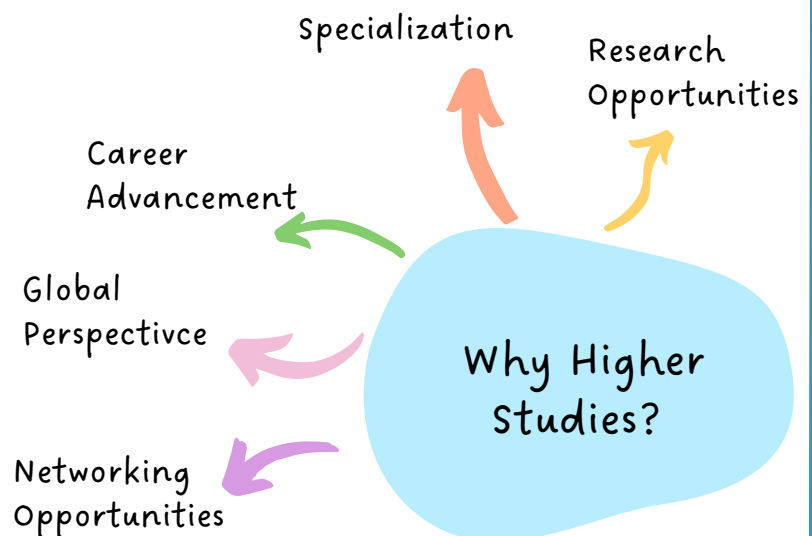 Specialization
Research
Opportunities
Career
Advancement
Global
Perspectivce
Why Higher
Studies?
Networking
Opportunities